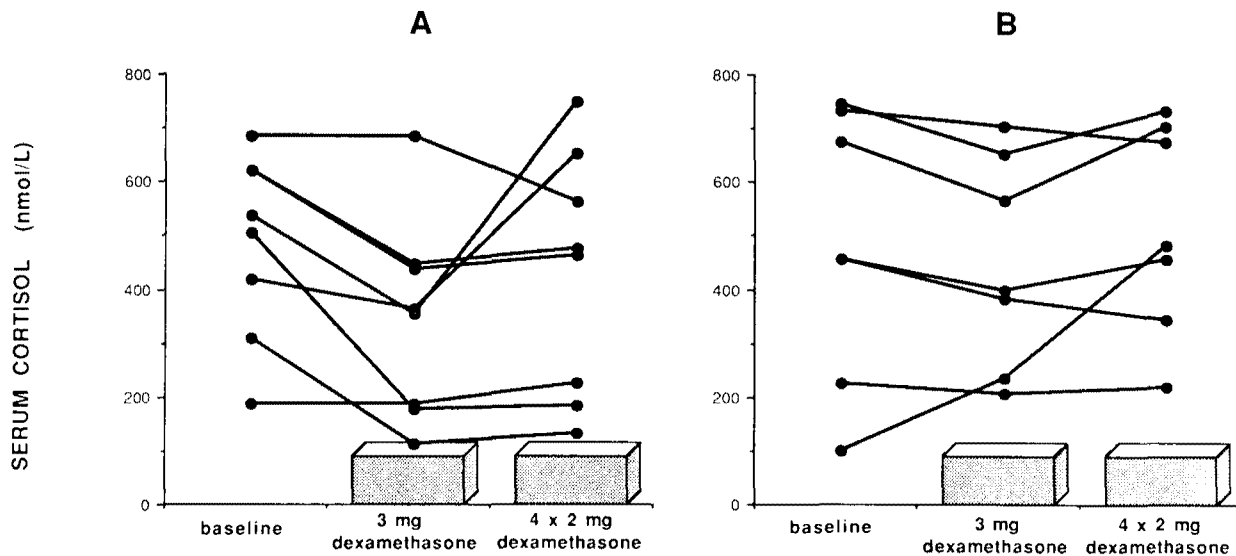 A
B
SERUM CORTISOL (nmol/L)
800
600
400
200
0
baseline
3 mg
dexamethasone
4 x 2 mg
dexamethasone
800
600
400
200
0
baseline
3 mg
dexamethasone
4 x 2 mg
dexamethasone